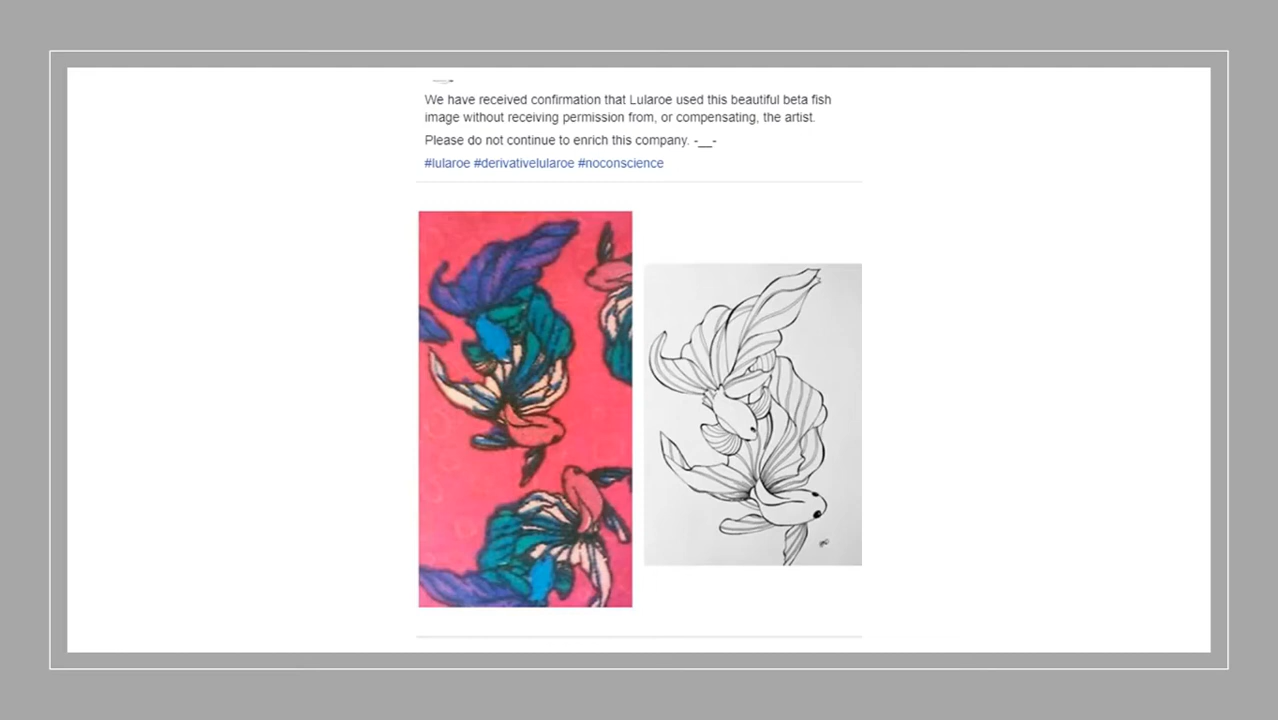 We have received confirmation that Lularoe used this beautiful beta fish
image without receiving permission from, or compensating, the artist.
Please do not continue to enrich this company. -__-
#lularoe #derivativelularoe #noconscience